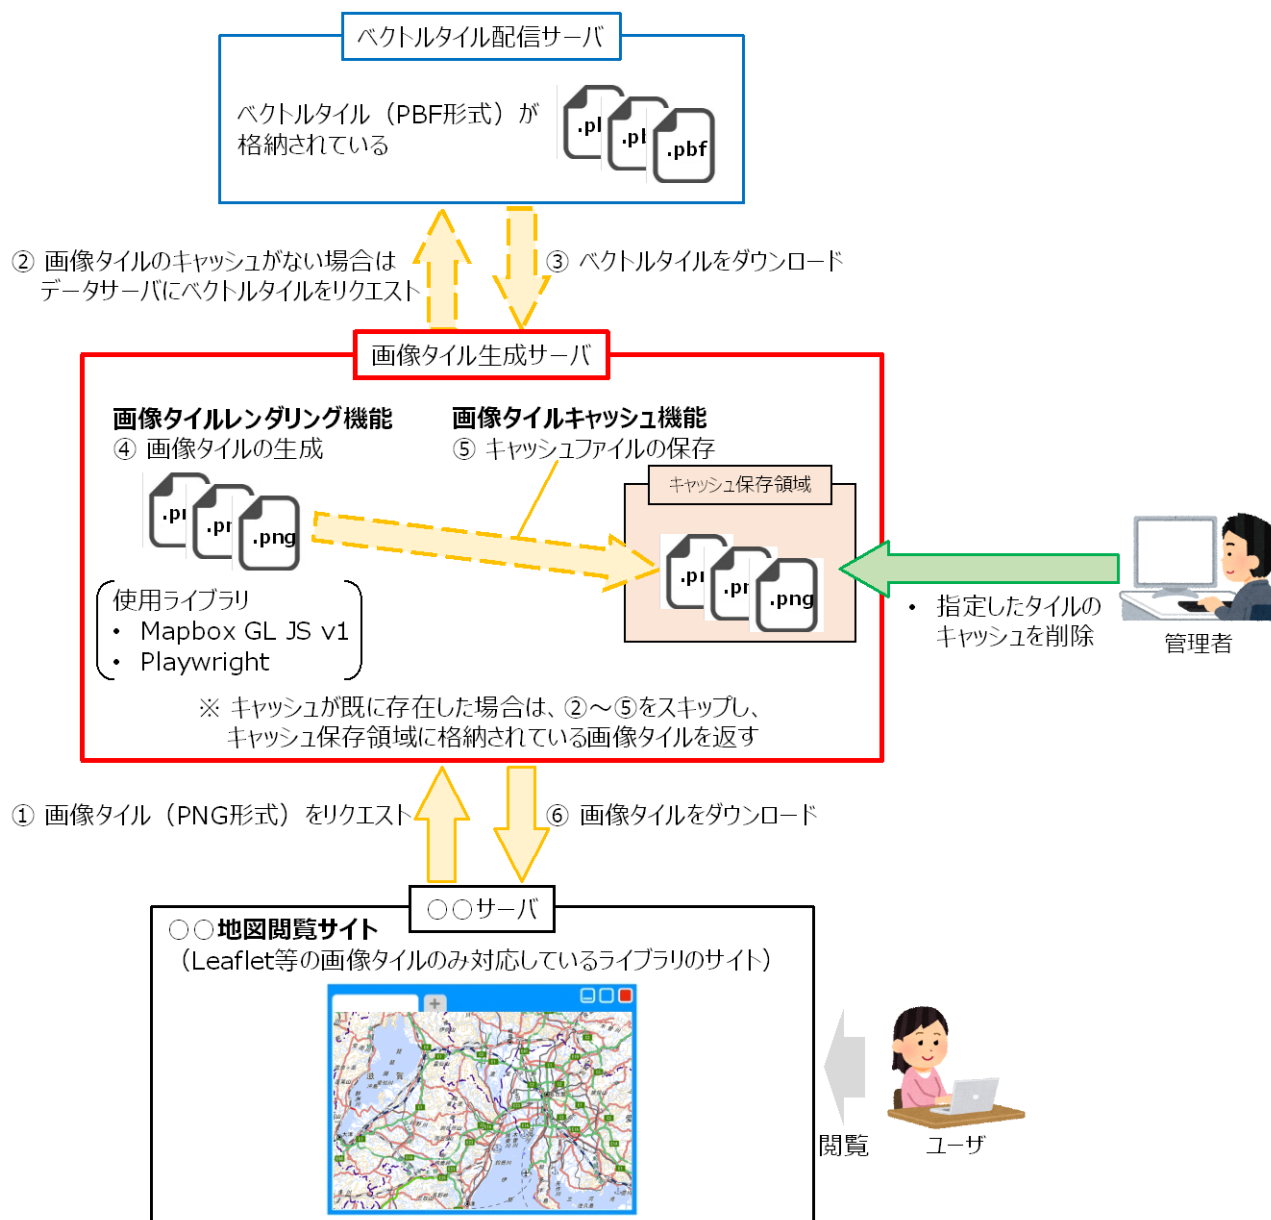 ベクトルタイル配信サーバ
ベクトルタイル（PBF形式）が
格納されている
.pbf
② 画像タイルのキャッシュがない場合は
データサーバにベクトルタイルをリクエスト
③ ベクトルタイルをダウンロード
画像タイル生成サーバ
画像タイルレンダリング機能
④ 画像タイルの生成
.png
使用ライブラリ
• Mapbox GL JS v1
• Playwright
画像タイルキャッシュ機能
⑤ キャッシュファイルの保存
キャッシュ保存領域
.png
• 指定したタイルの
キャッシュを削除
管理者
※ キャッシュが既に存在した場合は、②～⑤をスキップし、
キャッシュ保存領域に格納されている画像タイルを返す
① 画像タイル（PNG形式）をリクエスト
⑥ 画像タイルをダウンロード
○○サーバ
○○地図閲覧サイト
（Leaflet等の画像タイルのみ対応しているライブラリのサイト）
閲覧
ユーザ